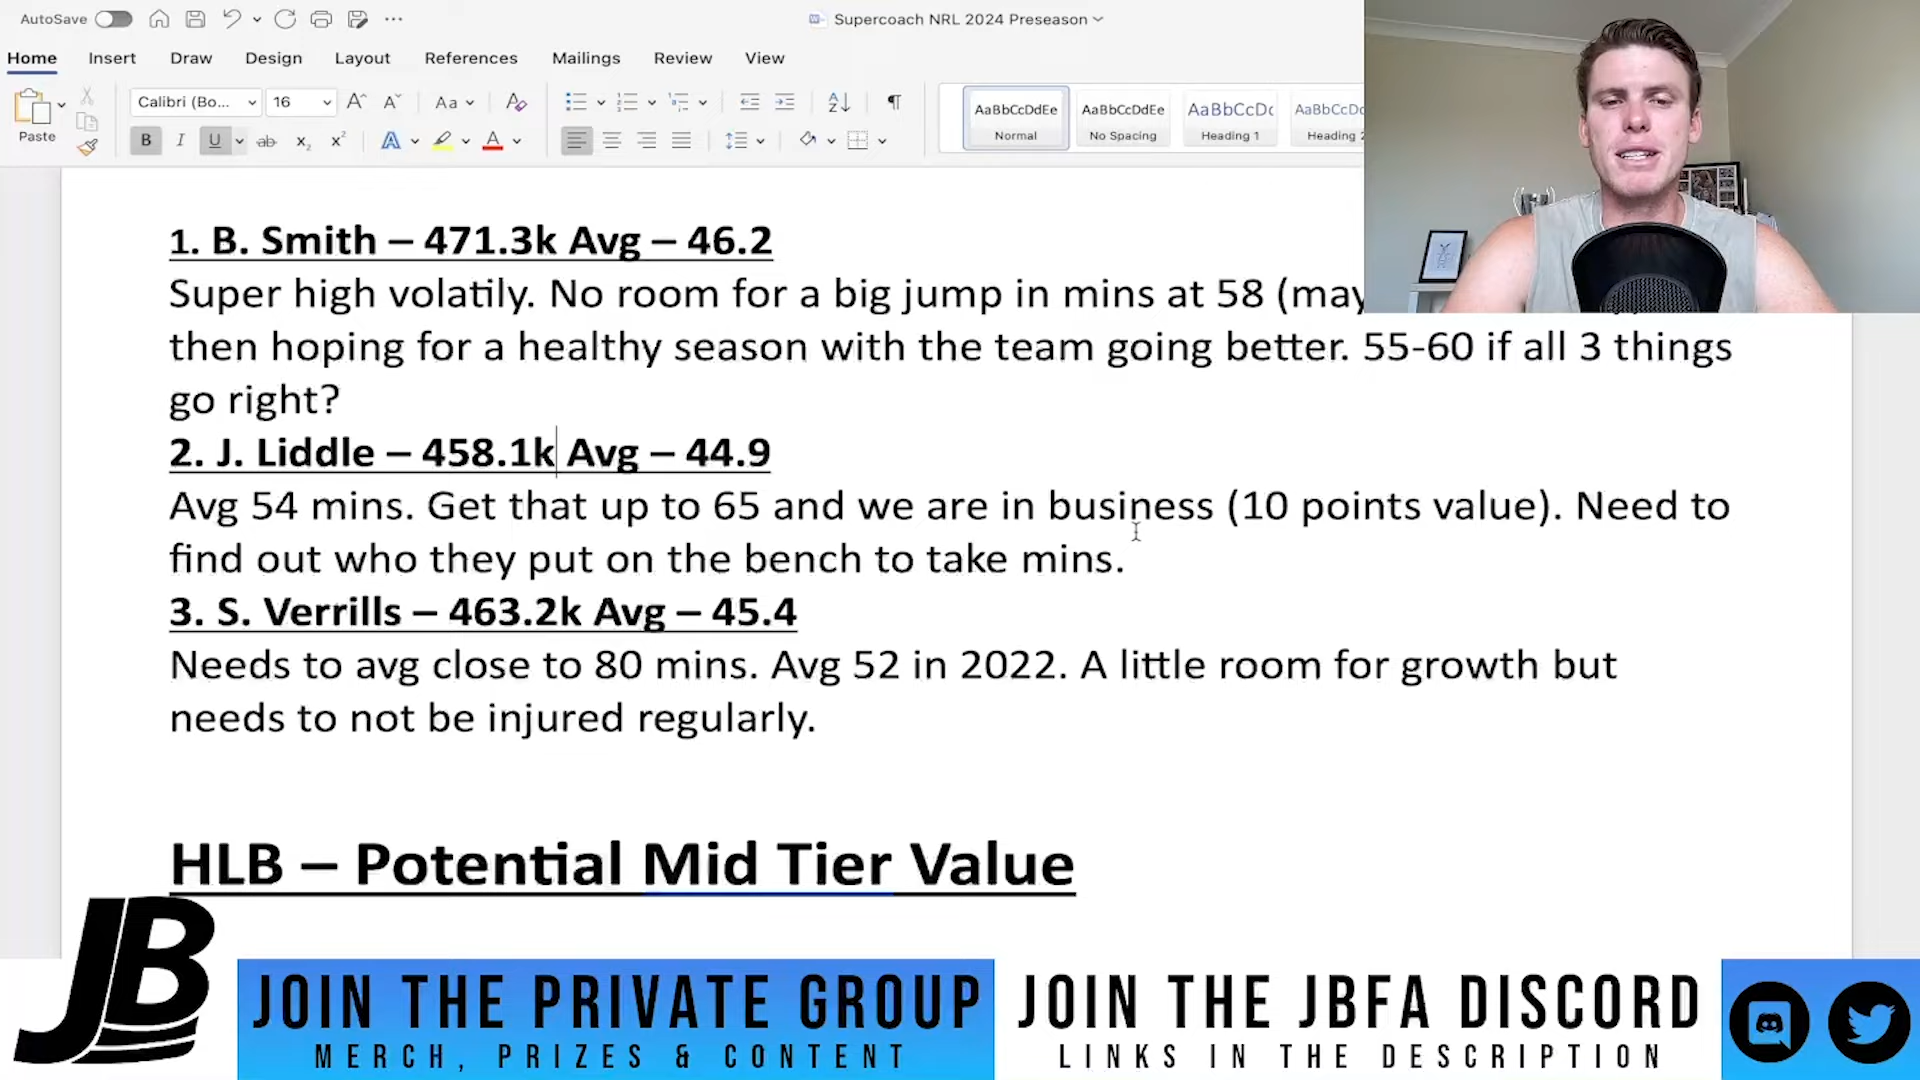 AutoSave
Supercoach NRL 2024 Preseason
Home Insert Draw Design Layout References Mailings Review View
Paste
Calibri (Bo... 16
Aa
AaBbCcDdEe AaBbCcDdEe AaBbCcDc AaBbCcDc
Normal No Spacing Heading 1 Heading 2
1. B. Smith – 471.3k Avg – 46.2
Super high volatily. No room for a big jump in mins at 58 (may
then hoping for a healthy season with the team going better. 55-60 if all 3 things
go right?
2. J. Liddle – 458.1k Avg – 44.9
Avg 54 mins. Get that up to 65 and we are in business (10 points value). Need to
find out who they put on the bench to take mins.
3. S. Verrills – 463.2k Avg – 45.4
Needs to avg close to 80 mins. Avg 52 in 2022. A little room for growth but
needs to not be injured regularly.
HLB – Potential Mid Tier Value
JB
JOIN THE PRIVATE GROUP
MERCH, PRIZES & CONTENT
JOIN THE JBFA DISCORD
LINKS IN THE DESCRIPTION